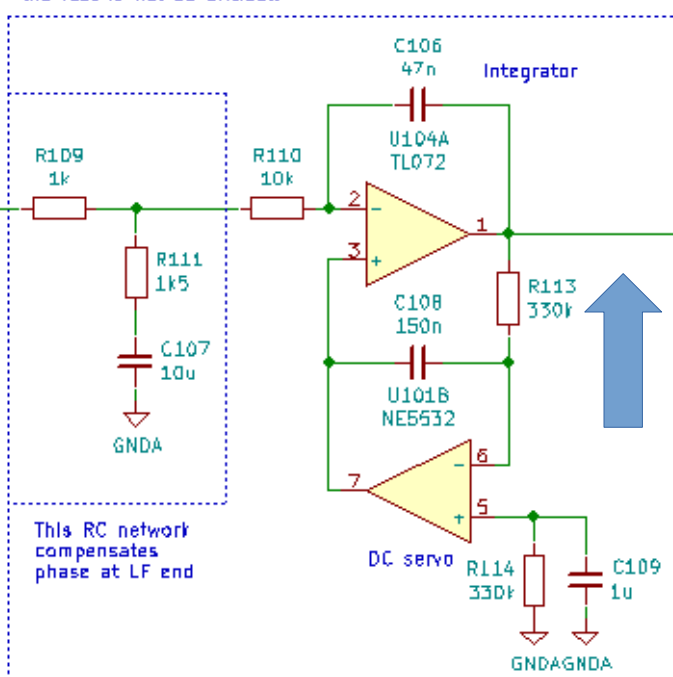 C106
47n
Integrator
U104A
TL072
R109
1k
R110
10k
2
-
1
3
+
R111
1k5
R113
330k
C108
150n
C107
10u
U101B
NE5532
GNDA
7
6
-
5
+
This RC network
compensates
phase at LF end
DC servo
R114
330k
C109
1u
GNDAGNDA